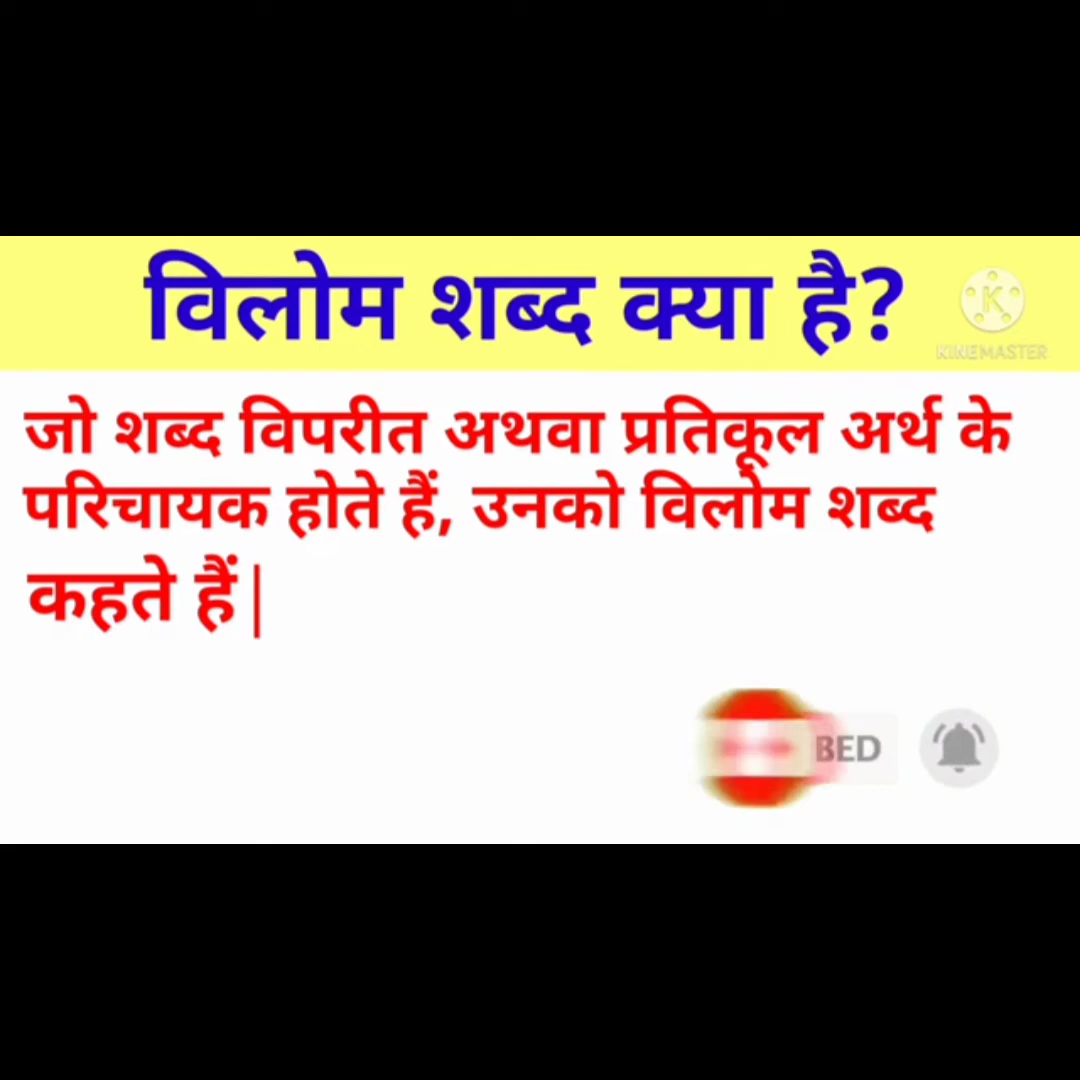 विलोम शब्द क्या है?
KINEMASTER
जो शब्द विपरीत अथवा प्रतिकूल अर्थ के
परिचायक होते हैं, उनको विलोम शब्द
कहते हैं|
BED